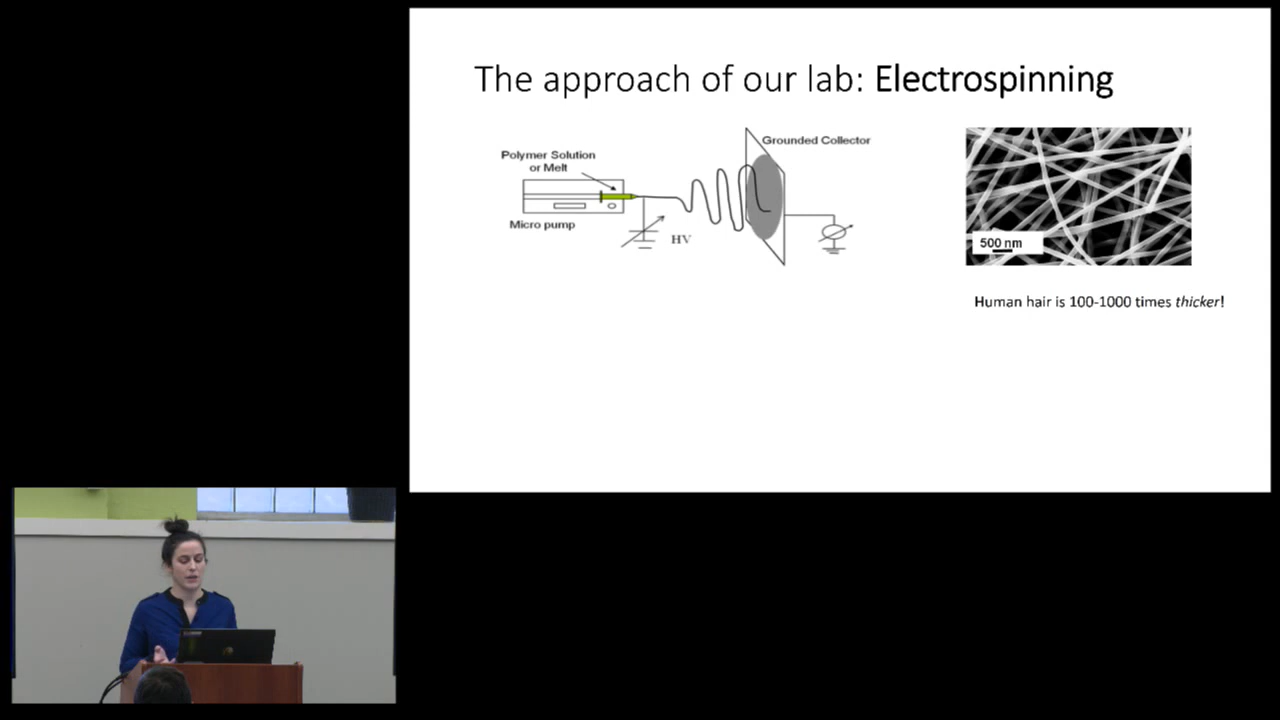 The approach of our lab: Electrospinning
Polymer Solution
or Melt
Micro pump
HV
Grounded Collector
500 nm
Human hair is 100-1000 times thicker!